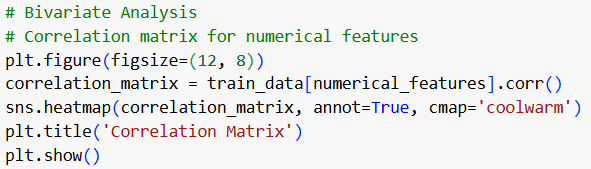 # Bivariate Analysis
# Correlation matrix for numerical features
plt.figure(figsize=(12, 8))
correlation_matrix = train_data[numerical_features].corr()
sns.heatmap(correlation_matrix, annot=True, cmap='coolwarm')
plt.title('Correlation Matrix')
plt.show()